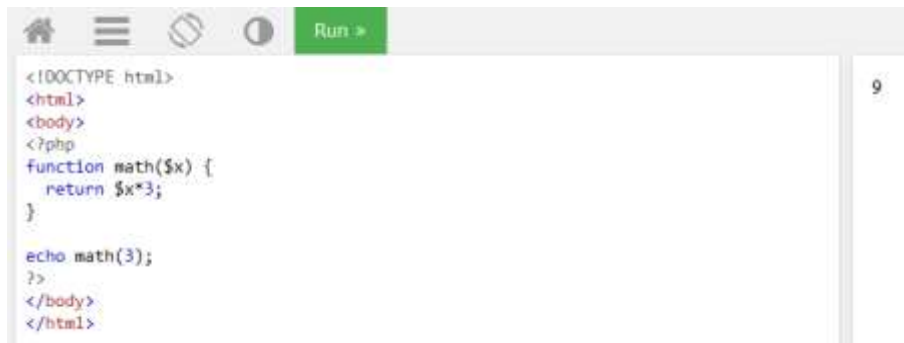 Run »
<!DOCTYPE html>
<html>
<body>
<?php
function math($x) {
  return $x*3;
}
echo math(3);
?>
</body>
</html>
9